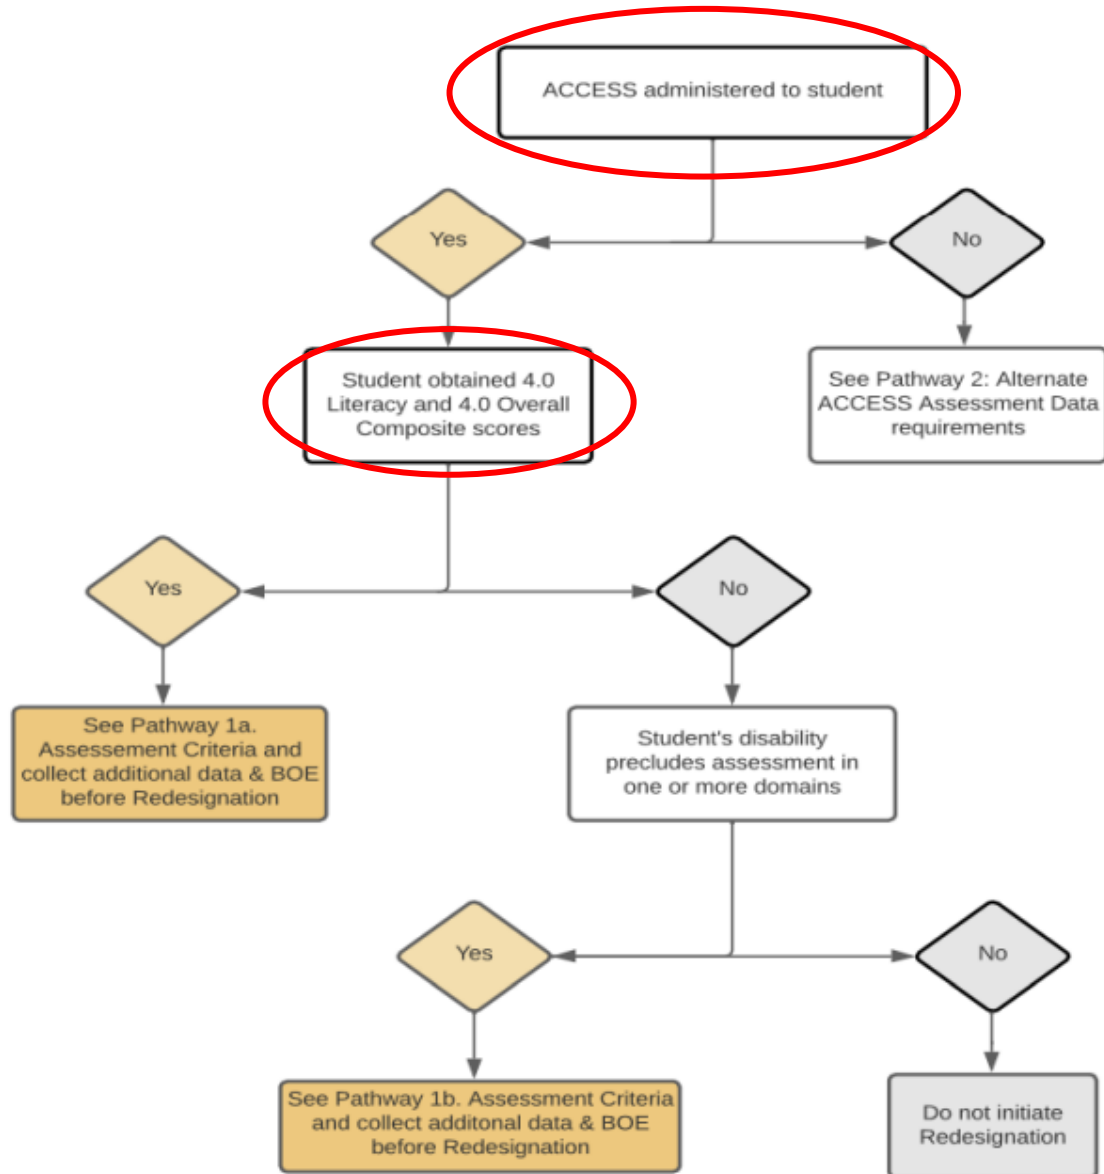 ACCESS administered to student
Yes
No
Student obtained 4.0
Literacy and 4.0 Overall
Composite scores
See Pathway 2: Alternate
ACCESS Assessment Data
requirements
Yes
No
See Pathway 1a.
Assessement Criteria and
collect additional data & BOE
before Redesignation
Student's disability
precludes assessment in
one or more domains
Yes
No
See Pathway 1b. Assessment Criteria
and collect additonal data & BOE
before Redesignation
Do not initiate
Redesignation